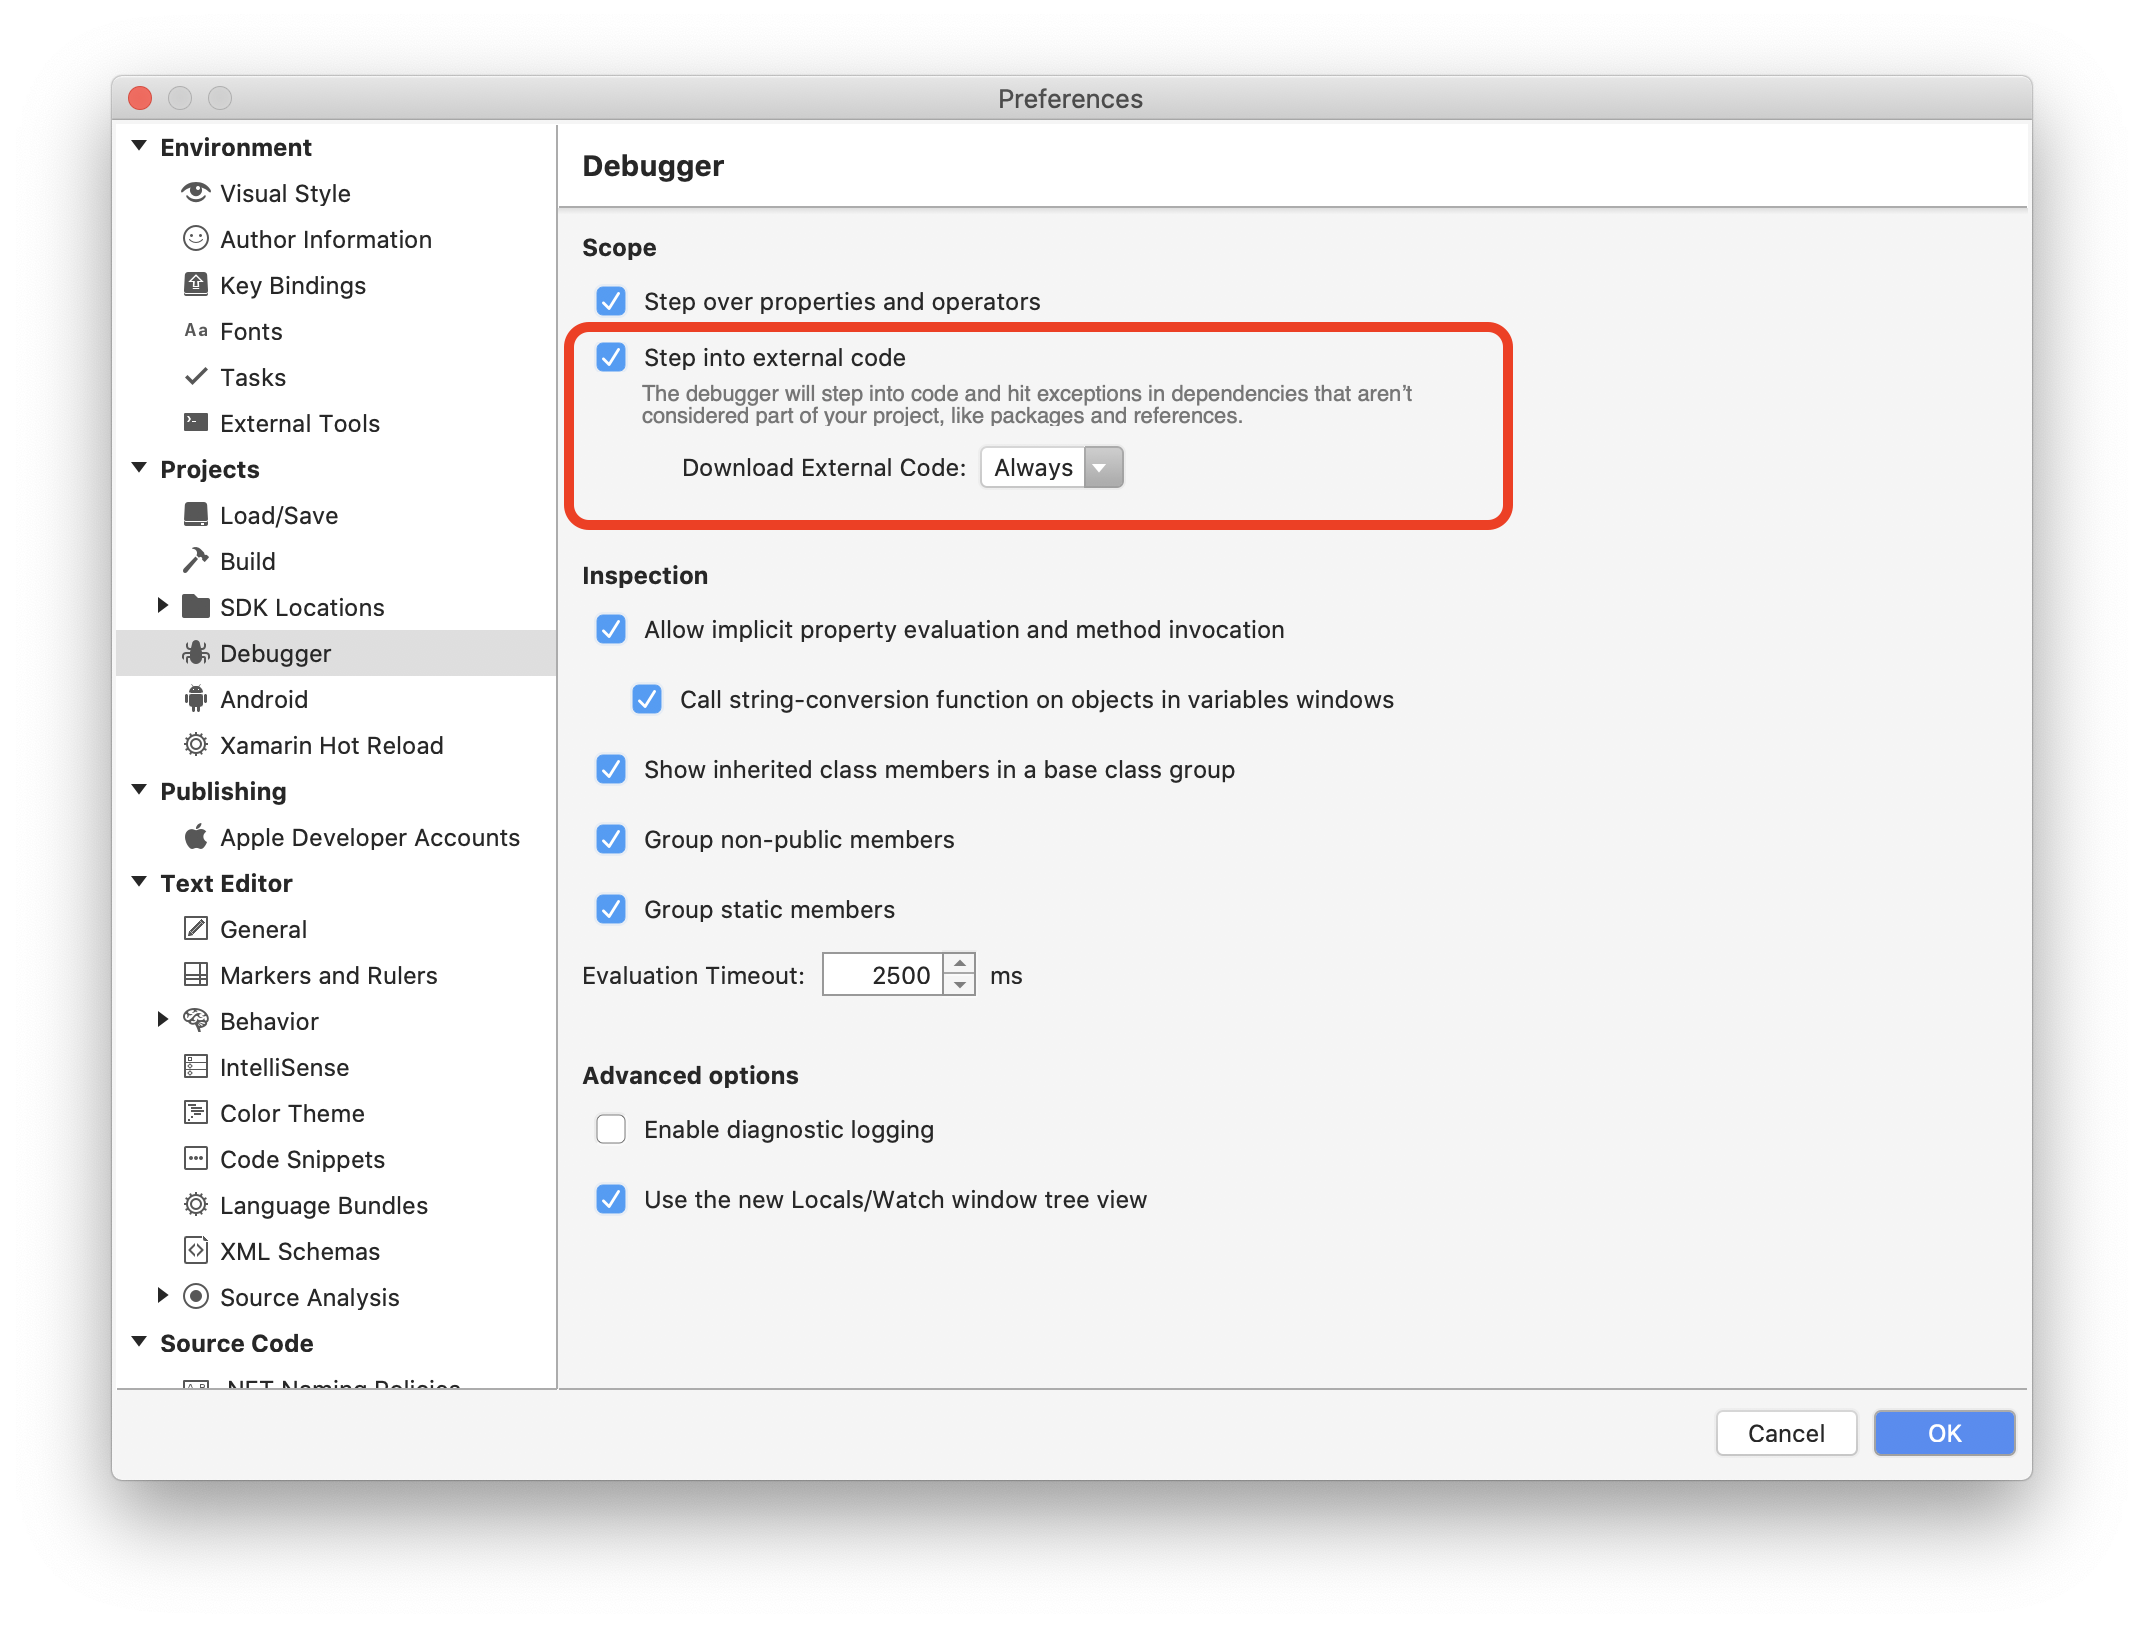 Preferences
Environment
Visual Style
Author Information
Key Bindings
Aa Fonts
Tasks
External Tools
Projects
Load/Save
Build
SDK Locations
Debugger
Android
Xamarin Hot Reload
Publishing
Apple Developer Accounts
Text Editor
General
Markers and Rulers
Behavior
IntelliSense
Color Theme
Code Snippets
Language Bundles
XML Schemas
Source Analysis
Source Code
.NET Naming Policies
Debugger
Scope
Step over properties and operators
Step into external code
The debugger will step into code and hit exceptions in dependencies that aren’t
considered part of your project, like packages and references.
Download External Code: Always
Inspection
Allow implicit property evaluation and method invocation
Call string-conversion function on objects in variables windows
Show inherited class members in a base class group
Group non-public members
Group static members
Evaluation Timeout: 2500 ms
Advanced options
Enable diagnostic logging
Use the new Locals/Watch window tree view
Cancel
OK